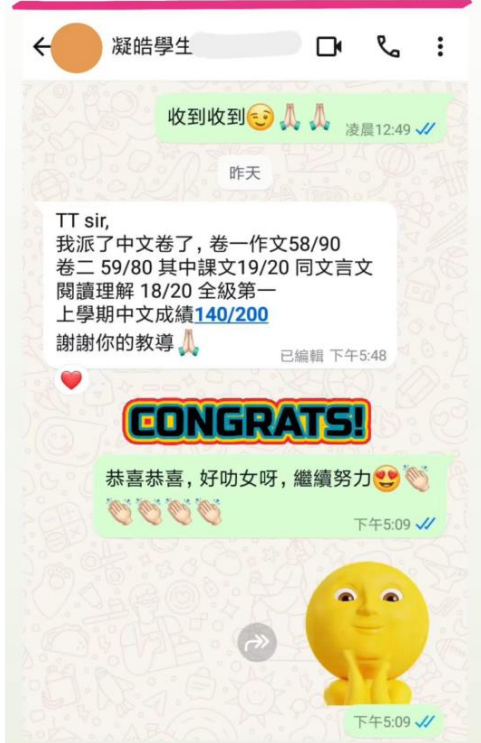 凝皓學生
收到收到😉🙏🏻🙏🏻
凌晨12:49
昨天
TT sir,
我派了中文卷了, 卷一作文58/90
卷二 59/80 其中課文19/20 同文言文
閱讀理解 18/20 全級第一
上學期中文成績140/200
謝謝你的教導🙏🏻
已編輯 下午5:48
CONGRATS!
恭喜恭喜, 好叻女呀, 繼續努力😍👏🏻
👏🏻👏🏻👏🏻👏🏻
下午5:09
下午5:09